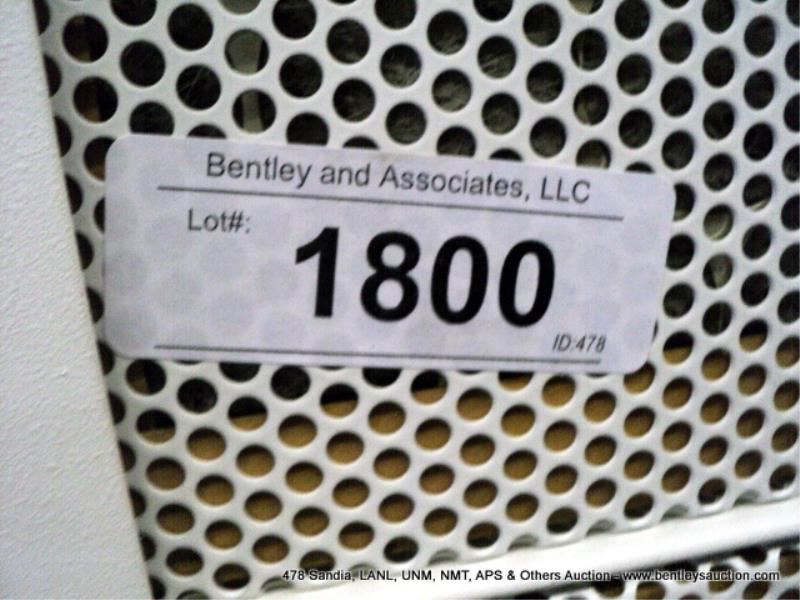 Bentley and Associates, LLC
Lot#:
1800
ID:478
478 Sandia, LANL, UNM, NMT, APS & Others Auction - www.bentleysauction.com